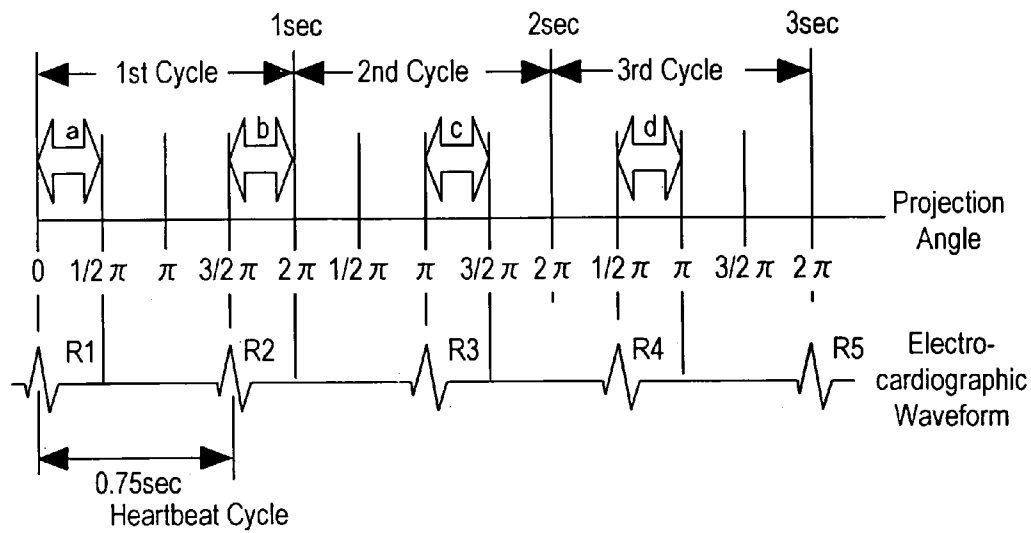 1sec 2sec 3sec
1st Cycle 2nd Cycle 3rd Cycle
a b c d
Projection
Angle
0 1/2 π π 3/2 π 2 π 1/2 π π 3/2 π 2 π 1/2 π π 3/2 π 2 π
R1 R2 R3 R4 R5
Electro-
cardiographic
Waveform
0.75sec
Heartbeat Cycle